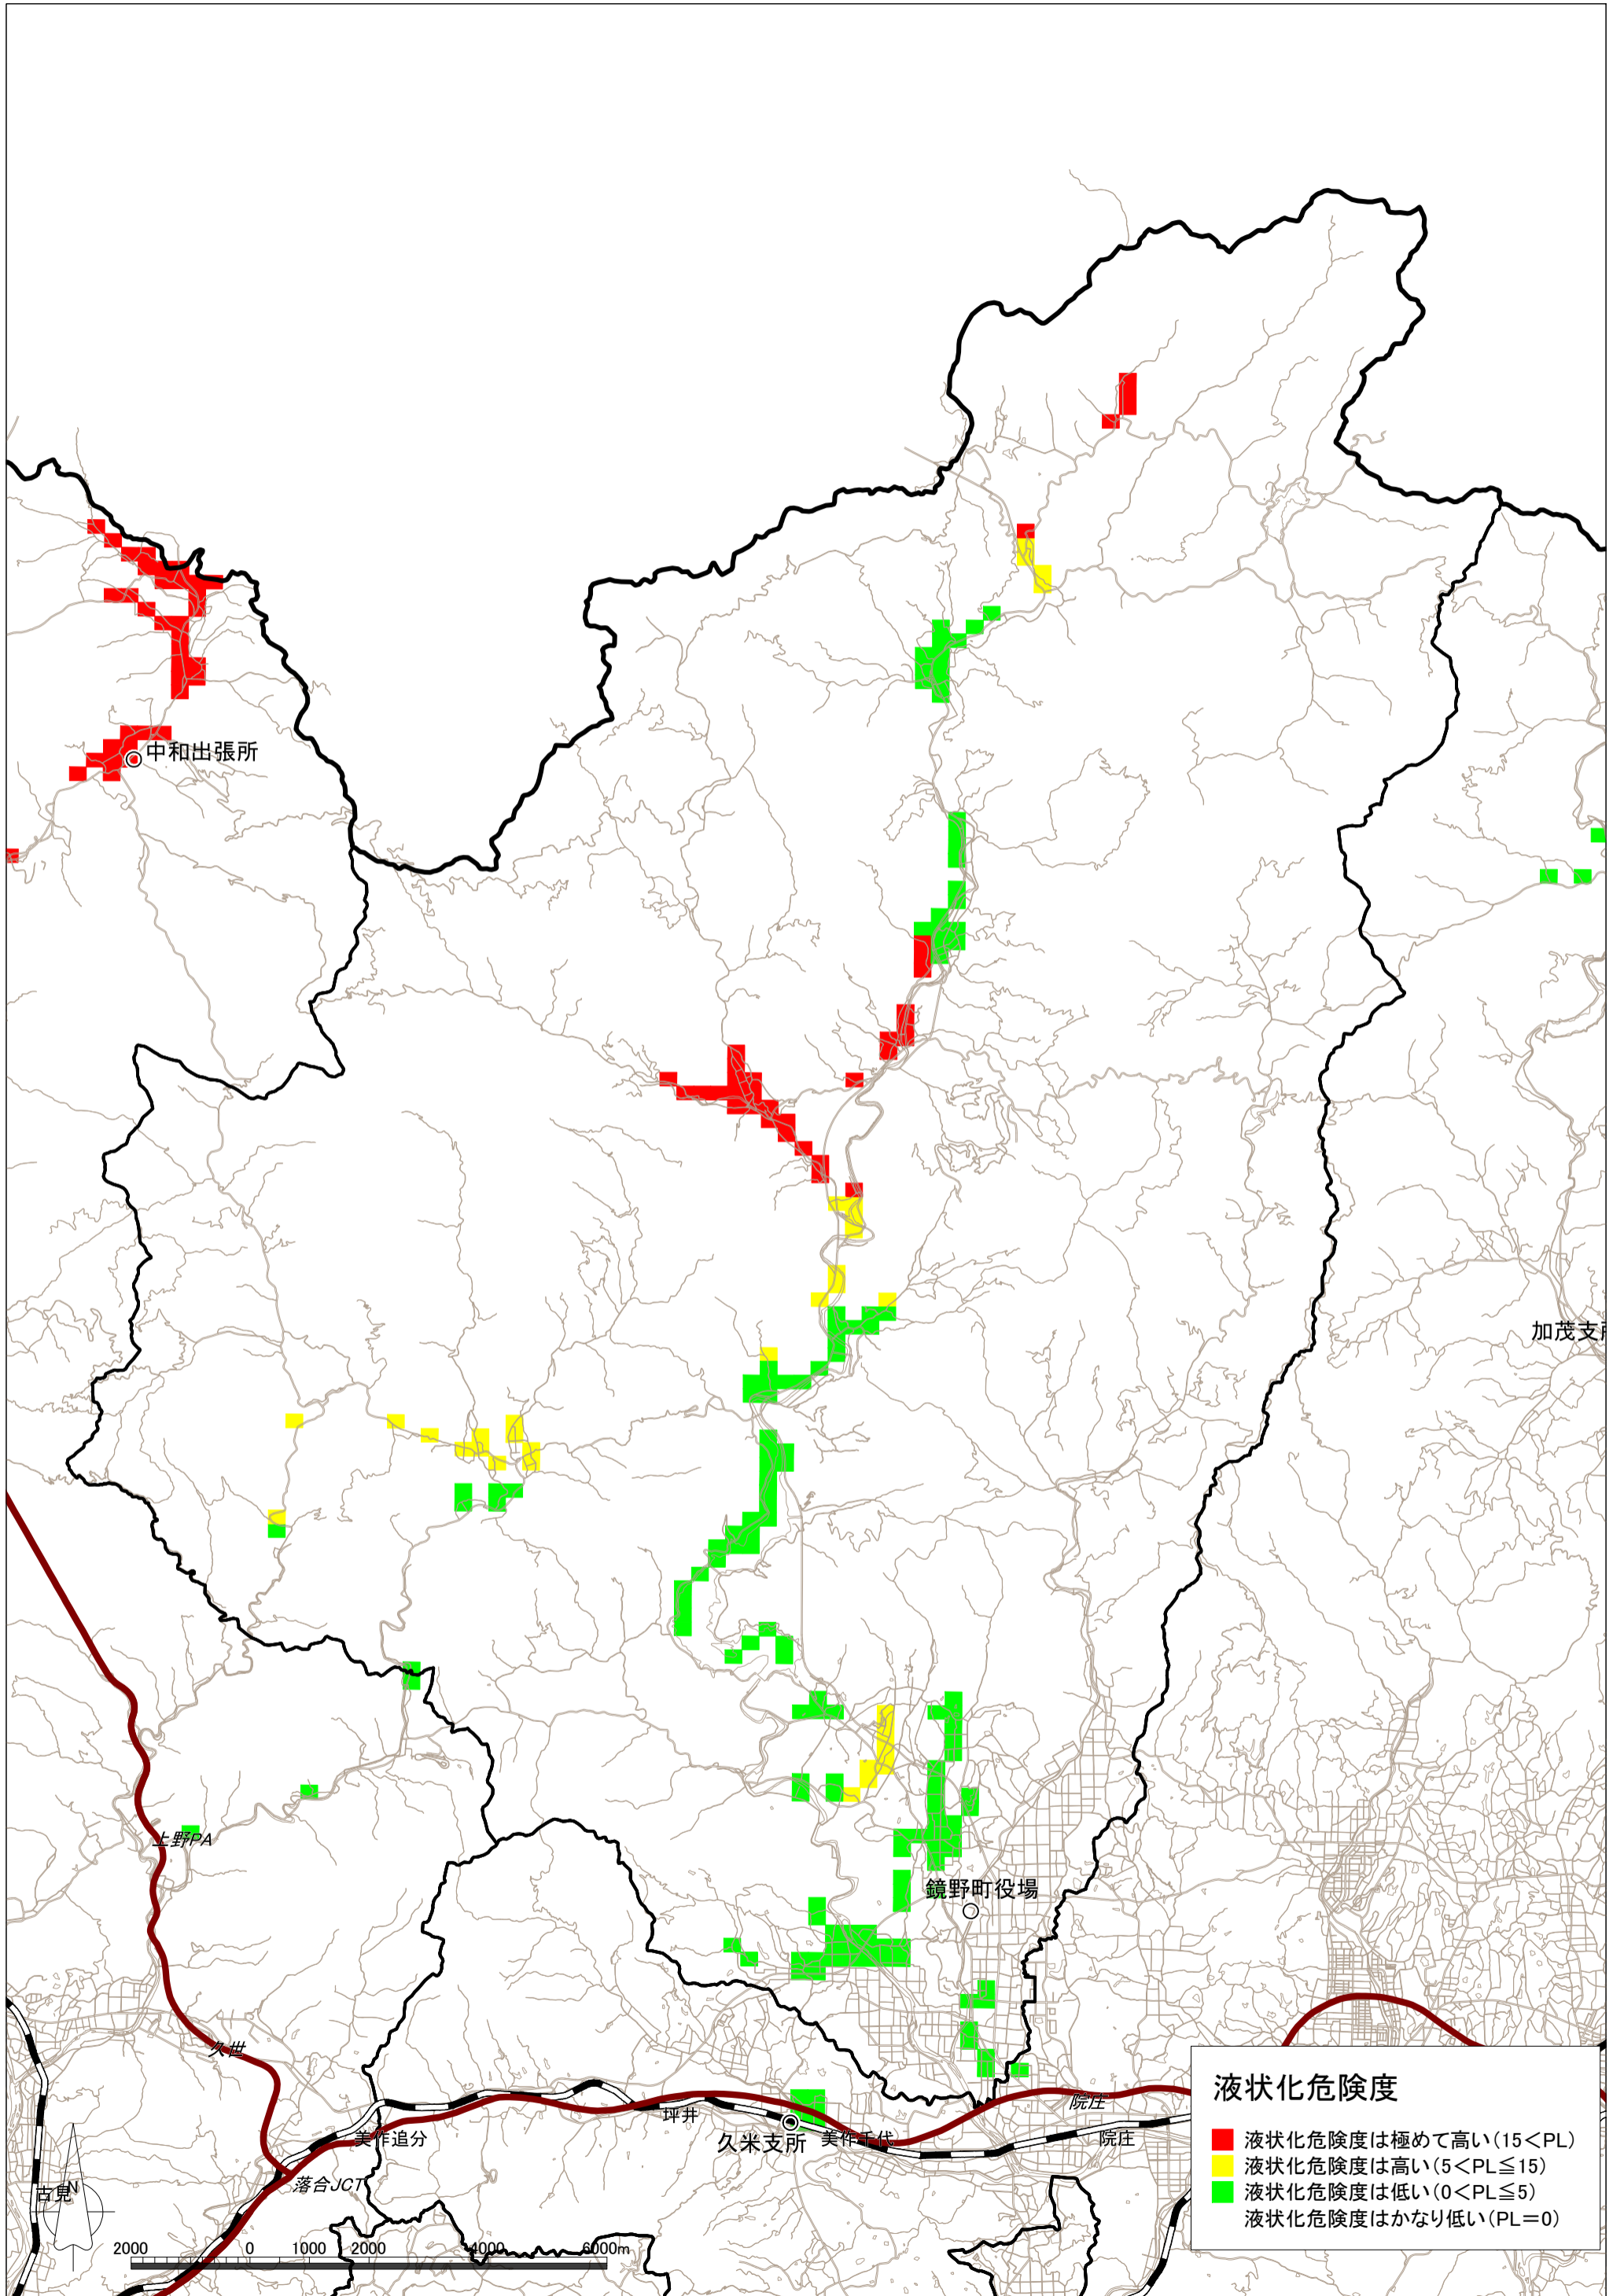 中和出張所
加茂支
上野PA
鏡野町役場
久世
坪井
久米支所
美作千代
美作追分
院庄
院庄
落合JCT
古見
N
2000 0 1000 2000 4000 6000m
液状化危険度
液状化危険度は極めて高い(15<PL)
液状化危険度は高い(5<PL≦15)
液状化危険度は低い(0<PL≦5)
液状化危険度はかなり低い(PL=0)